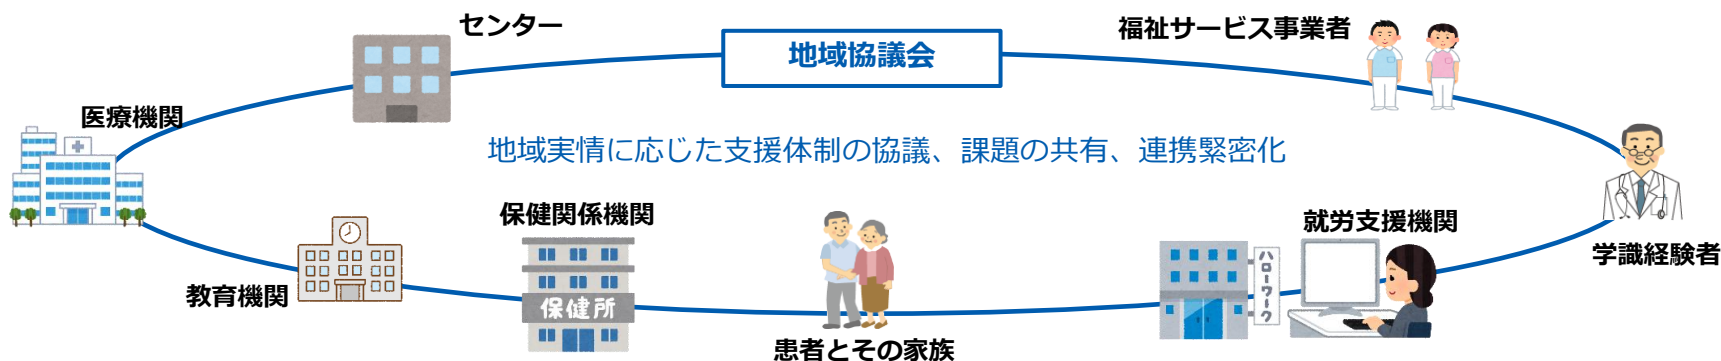 センター
地域協議会
福祉サービス事業者
医療機関
地域実情に応じた支援体制の協議、課題の共有、連携緊密化
保健関係機関
就労支援機関
学識経験者
教育機関
保健所
ハローワーク
患者とその家族